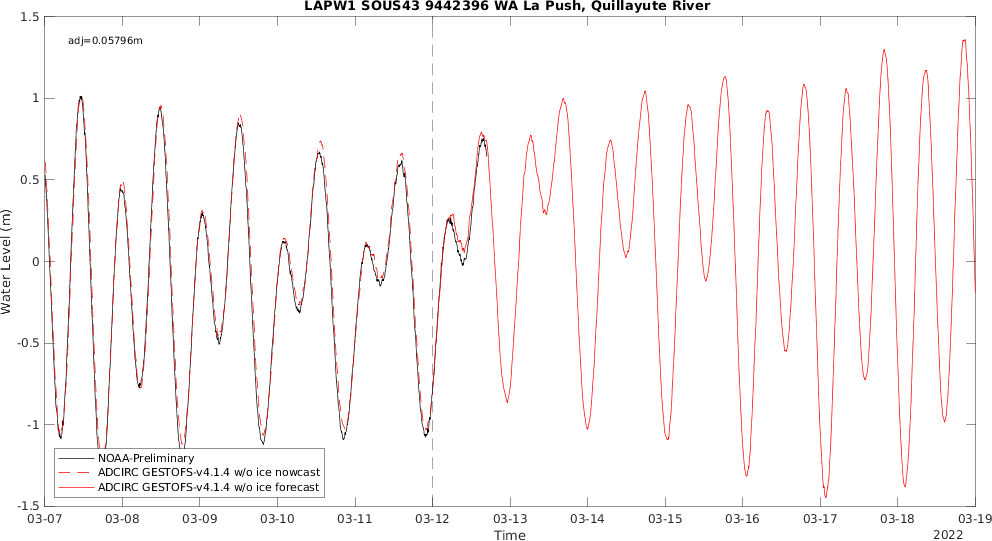 LAPW1 SOUS43 9442396 WA La Push, Quillayute River
adj=0.05796m
1.5
1
0.5
0
-0.5
-1
-1.5
Water Level (m)
NOAA-Preliminary
ADCIRC GESTOFS-v4.1.4 w/o ice nowcast
ADCIRC GESTOFS-v4.1.4 w/o ice forecast
03-07 03-08 03-09 03-10 03-11 03-12 03-13 03-14 03-15 03-16 03-17 03-18 03-19
Time
2022